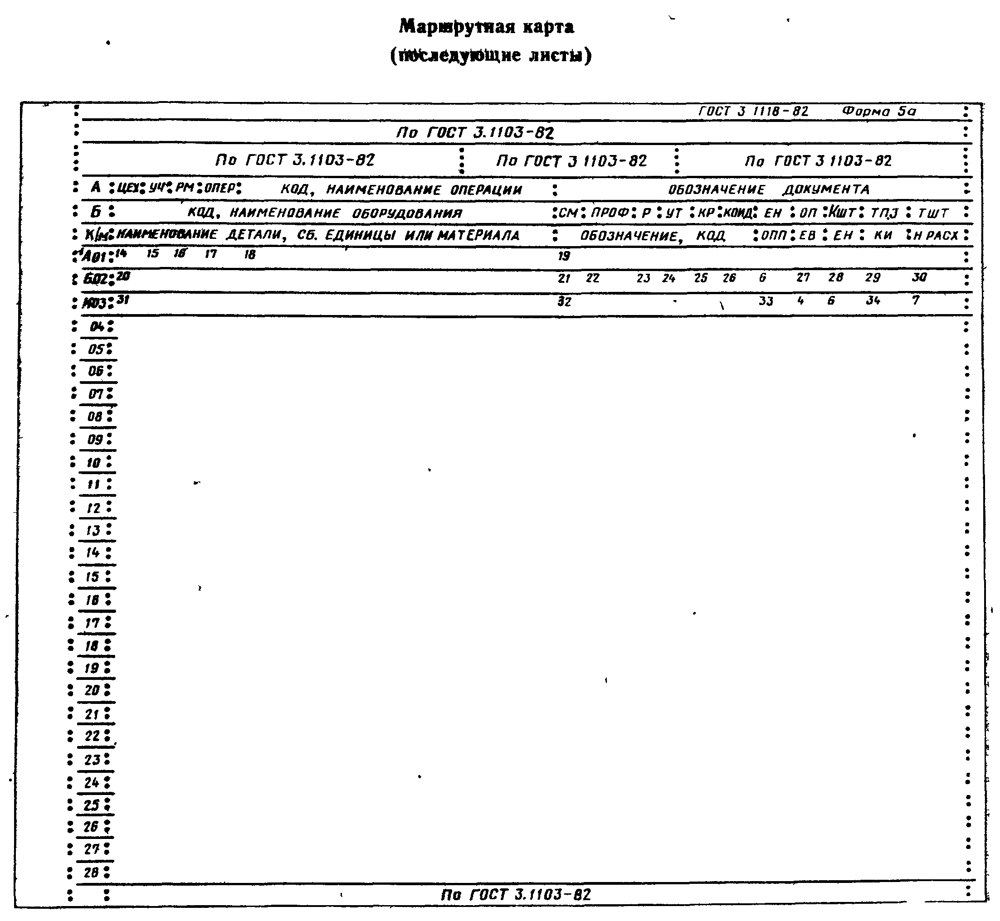 Маршрутная карта
(последующие листы)
ГОСТ 3 1118-82 Форма 5а
По ГОСТ 3.1103-82
По ГОСТ 3.1103-82 По ГОСТ 3 1103-82 По ГОСТ 3 1103-82
А ЦЕХ УЧ РМ ОПЕР КОД, НАИМЕНОВАНИЕ ОПЕРАЦИИ ОБОЗНАЧЕНИЕ ДОКУМЕНТА
Б КОД, НАИМЕНОВАНИЕ ОБОРУДОВАНИЯ СМ ПРОФ Р УТ КР КОИД ЕН ОП Кшт ТПЗ ТШТ
К/М НАИМЕНОВАНИЕ ДЕТАЛИ, СБ. ЕДИНИЦЫ ИЛИ МАТЕРИАЛА ОБОЗНАЧЕНИЕ, КОД ОПП ЕВ ЕН КИ Н РАСХ
А01 14 15 16 17 18 19
Б02 20 21 22 23 24 25 26 6 27 28 29 30
К03 31 32 33 4 6 34 7
04
05
06
07
08
09
10
11
12
13
14
15
16
17
18
19
20
21
22
23
24
25
26
27
28
По ГОСТ 3.1103-82